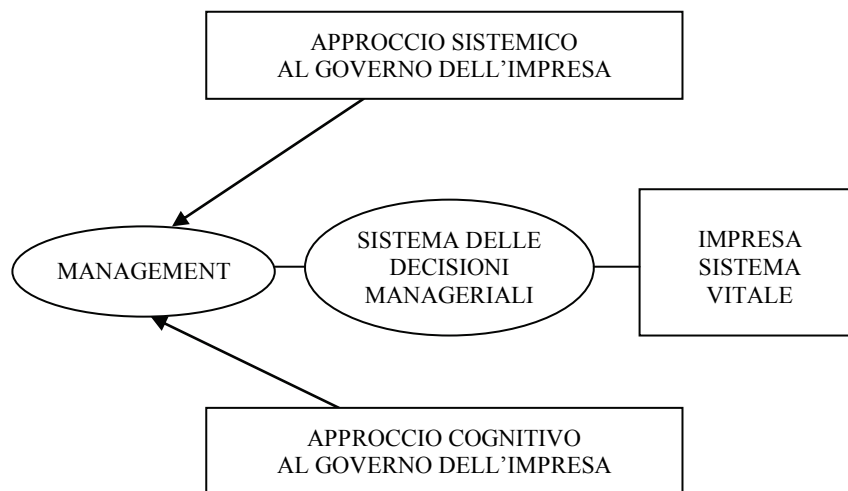 APPROCCIO SISTEMICO
AL GOVERNO DELL’IMPRESA
MANAGEMENT
SISTEMA DELLE
DECISIONI
MANAGERIALI
IMPRESA
SISTEMA
VITALE
APPROCCIO COGNITIVO
AL GOVERNO DELL’IMPRESA